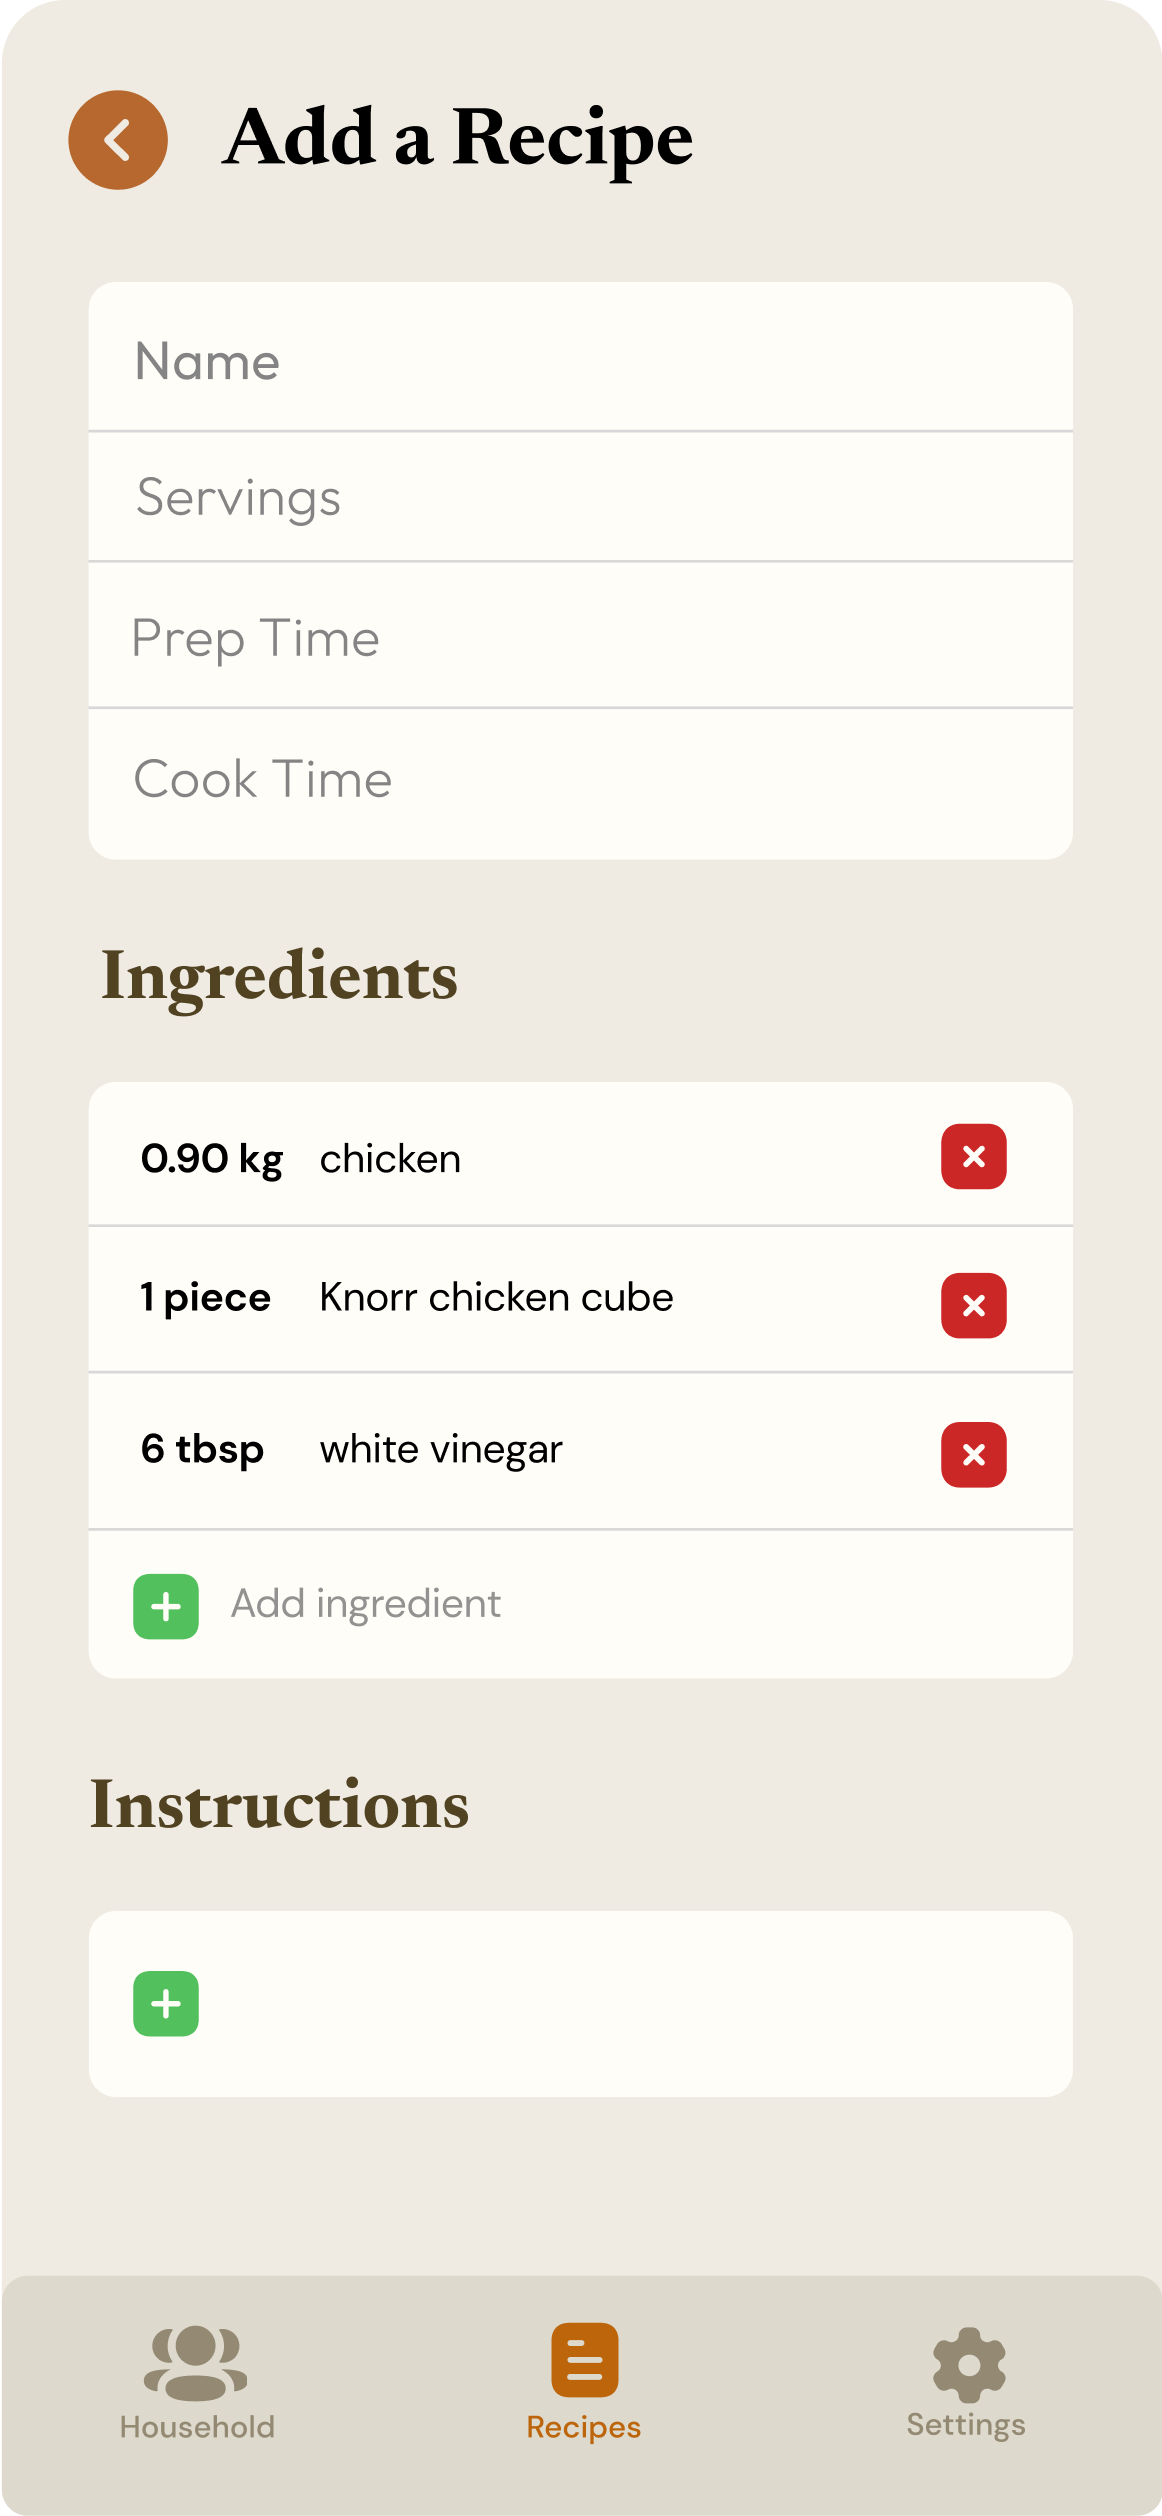 Add a Recipe
Name
Servings
Prep Time
Cook Time
Ingredients
0.90 kg chicken
1 piece Knorr chicken cube
6 tbsp white vinegar
Add ingredient
Instructions
Household Recipes Settings